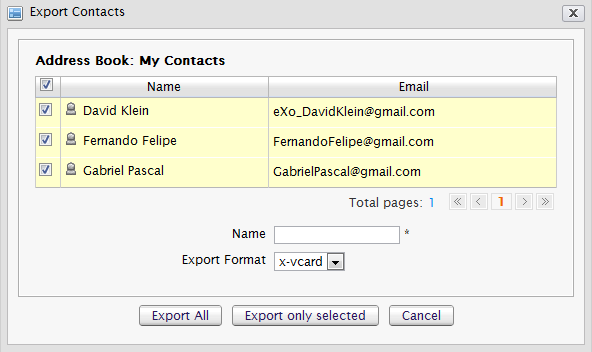 Export Contacts
Address Book: My Contacts
Name Email
David Klein eXo_DavidKlein@gmail.com
Fernando Felipe FernandoFelipe@gmail.com
Gabriel Pascal GabrielPascal@gmail.com
Total pages: 1 1
Name *
Export Format x-vcard
Export All Export only selected Cancel